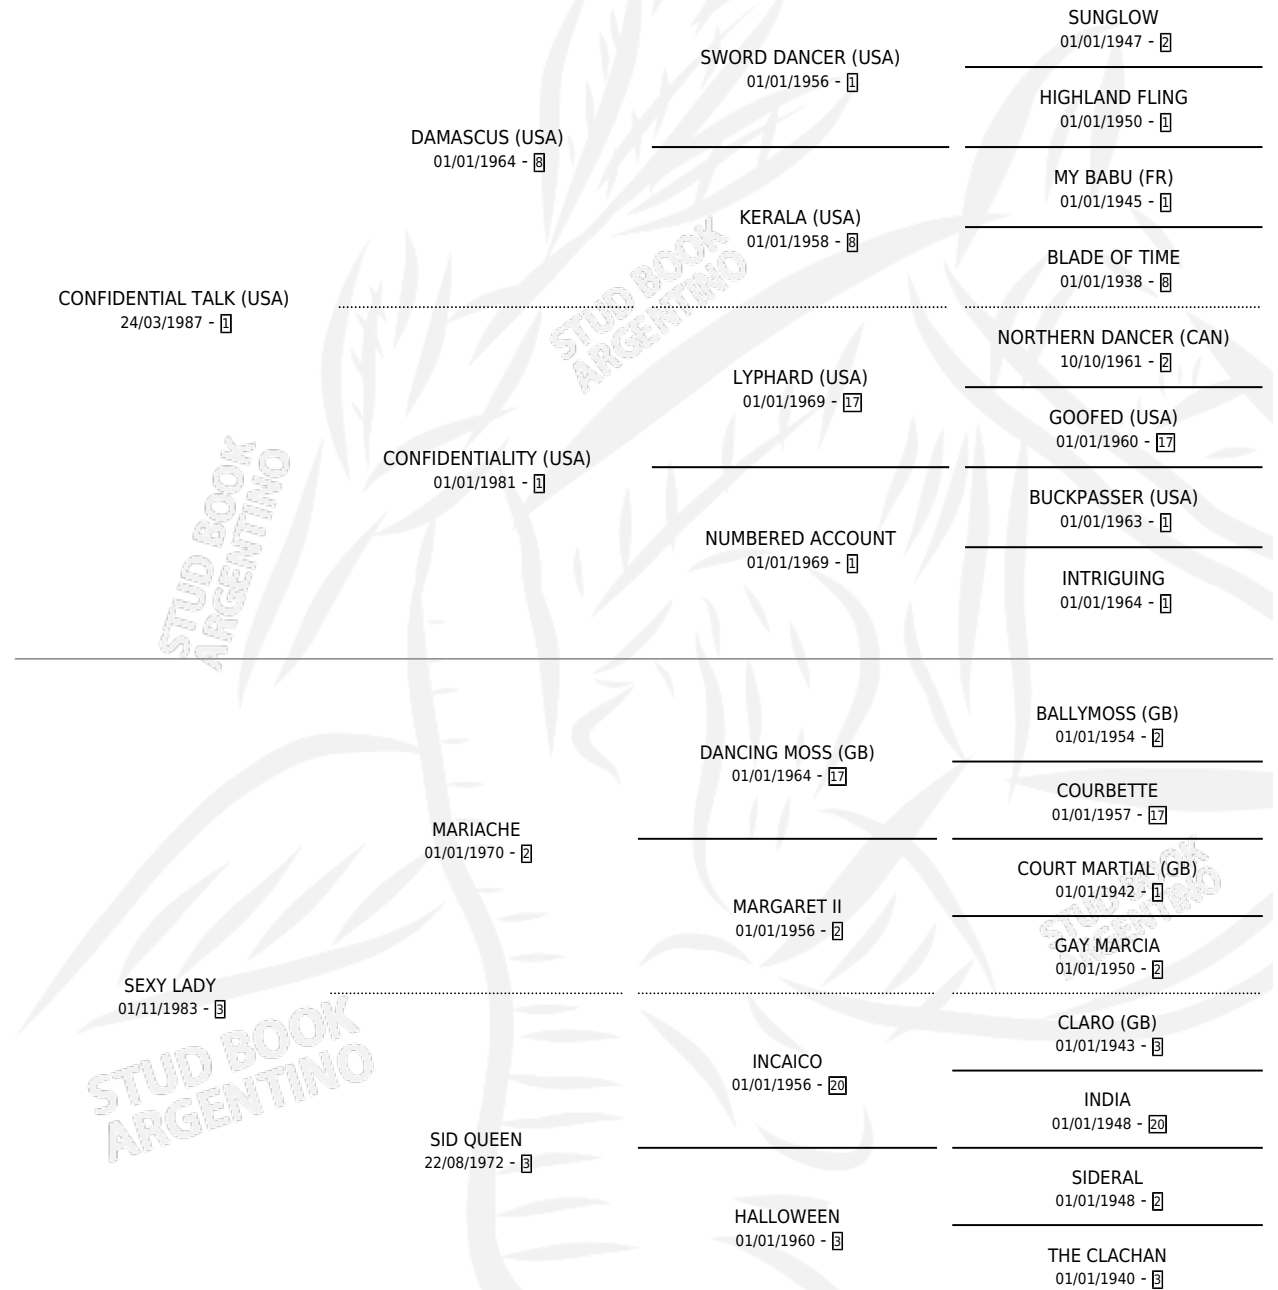 SUNGLOW
01/01/1947 - 2
SWORD DANCER (USA)
01/01/1956 - 1
HIGHLAND FLING
01/01/1950 - 1
DAMASCUS (USA)
01/01/1964 - 8
MY BABU (FR)
01/01/1945 - 1
KERALA (USA)
01/01/1958 - 8
BLADE OF TIME
01/01/1938 - 8
CONFIDENTIAL TALK (USA)
24/03/1987 - 1
NORTHERN DANCER (CAN)
10/10/1961 - 2
LYPHARD (USA)
01/01/1969 - 17
GOOFED (USA)
01/01/1960 - 17
CONFIDENTIALITY (USA)
01/01/1981 - 1
BUCKPASSER (USA)
01/01/1963 - 1
NUMBERED ACCOUNT
01/01/1969 - 1
INTRIGUING
01/01/1964 - 1
BALLYMOSS (GB)
01/01/1954 - 2
DANCING MOSS (GB)
01/01/1964 - 17
COURBETTE
01/01/1957 - 17
MARIACHE
01/01/1970 - 2
COURT MARTIAL (GB)
01/01/1942 - 1
MARGARET II
01/01/1956 - 2
GAY MARCIA
01/01/1950 - 2
SEXY LADY
01/11/1983 - 3
CLARO (GB)
01/01/1943 - 3
INCAICO
01/01/1956 - 20
INDIA
01/01/1948 - 20
SID QUEEN
22/08/1972 - 3
SIDERAL
01/01/1948 - 2
HALLOWEEN
01/01/1960 - 3
THE CLACHAN
01/01/1940 - 3
STUD BOOK
ARGENTINO
STUD BOOK
ARGENTINO
STUD BOOK
ARGENTINO
STUD BOOK
ARGENTINO